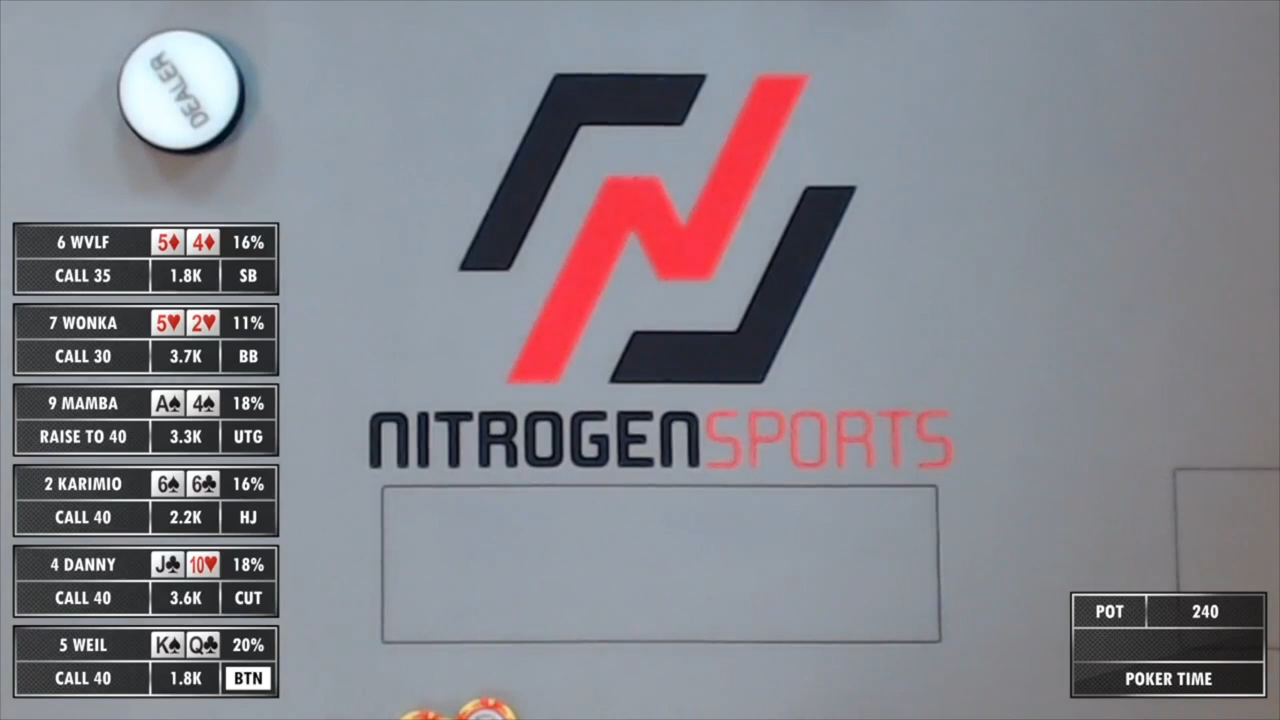 DEALER
6 WVLF 5♦ 4♦ 16%
CALL 35 1.8K SB
7 WONKA 5♥ 2♥ 11%
CALL 30 3.7K BB
9 MAMBA A♠ 4♠ 18%
RAISE TO 40 3.3K UTG
2 KARIMIO 6♠ 6♣ 16%
CALL 40 2.2K HJ
4 DANNY J♣ 10♥ 18%
CALL 40 3.6K CUT
5 WEIL K♠ Q♣ 20%
CALL 40 1.8K BTN
NITROGENSPORTS
POT 240
POKER TIME